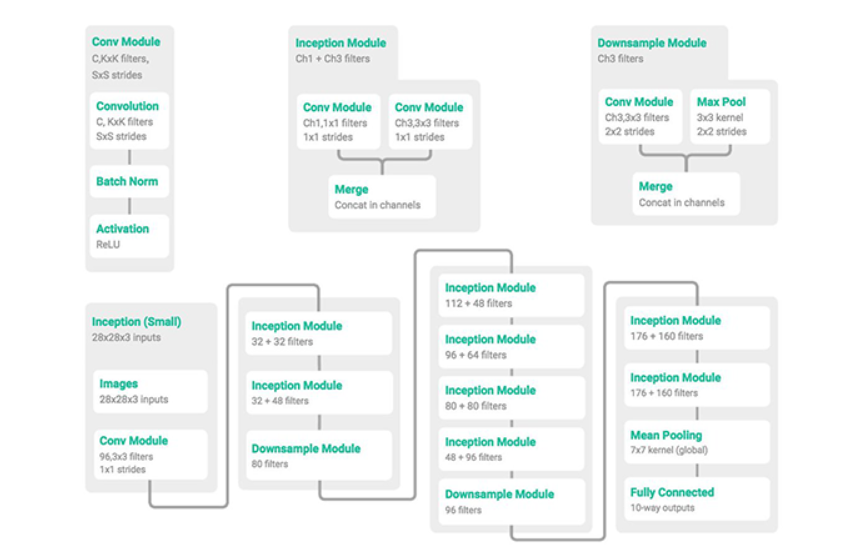 Conv Module
C,KxK filters,
SxS strides
Convolution
C, KxK filters
SxS strides
Batch Norm
Activation
ReLU
Inception Module
Ch1 + Ch3 filters
Conv Module
Ch1,1x1 filters
1x1 strides
Conv Module
Ch3,3x3 filters
1x1 strides
Merge
Concat in channels
Downsample Module
Ch3 filters
Conv Module
Ch3,3x3 filters
2x2 strides
Max Pool
3x3 kernel
2x2 strides
Merge
Concat in channels
Inception (Small)
28x28x3 inputs
Images
28x28x3 inputs
Conv Module
96,3x3 filters
1x1 strides
Inception Module
32 + 32 filters
Inception Module
32 + 48 filters
Downsample Module
80 filters
Inception Module
112 + 48 filters
Inception Module
96 + 64 filters
Inception Module
80 + 80 filters
Inception Module
48 + 96 filters
Downsample Module
96 filters
Inception Module
176 + 160 filters
Inception Module
176 + 160 filters
Mean Pooling
7x7 kernel (global)
Fully Connected
10-way outputs